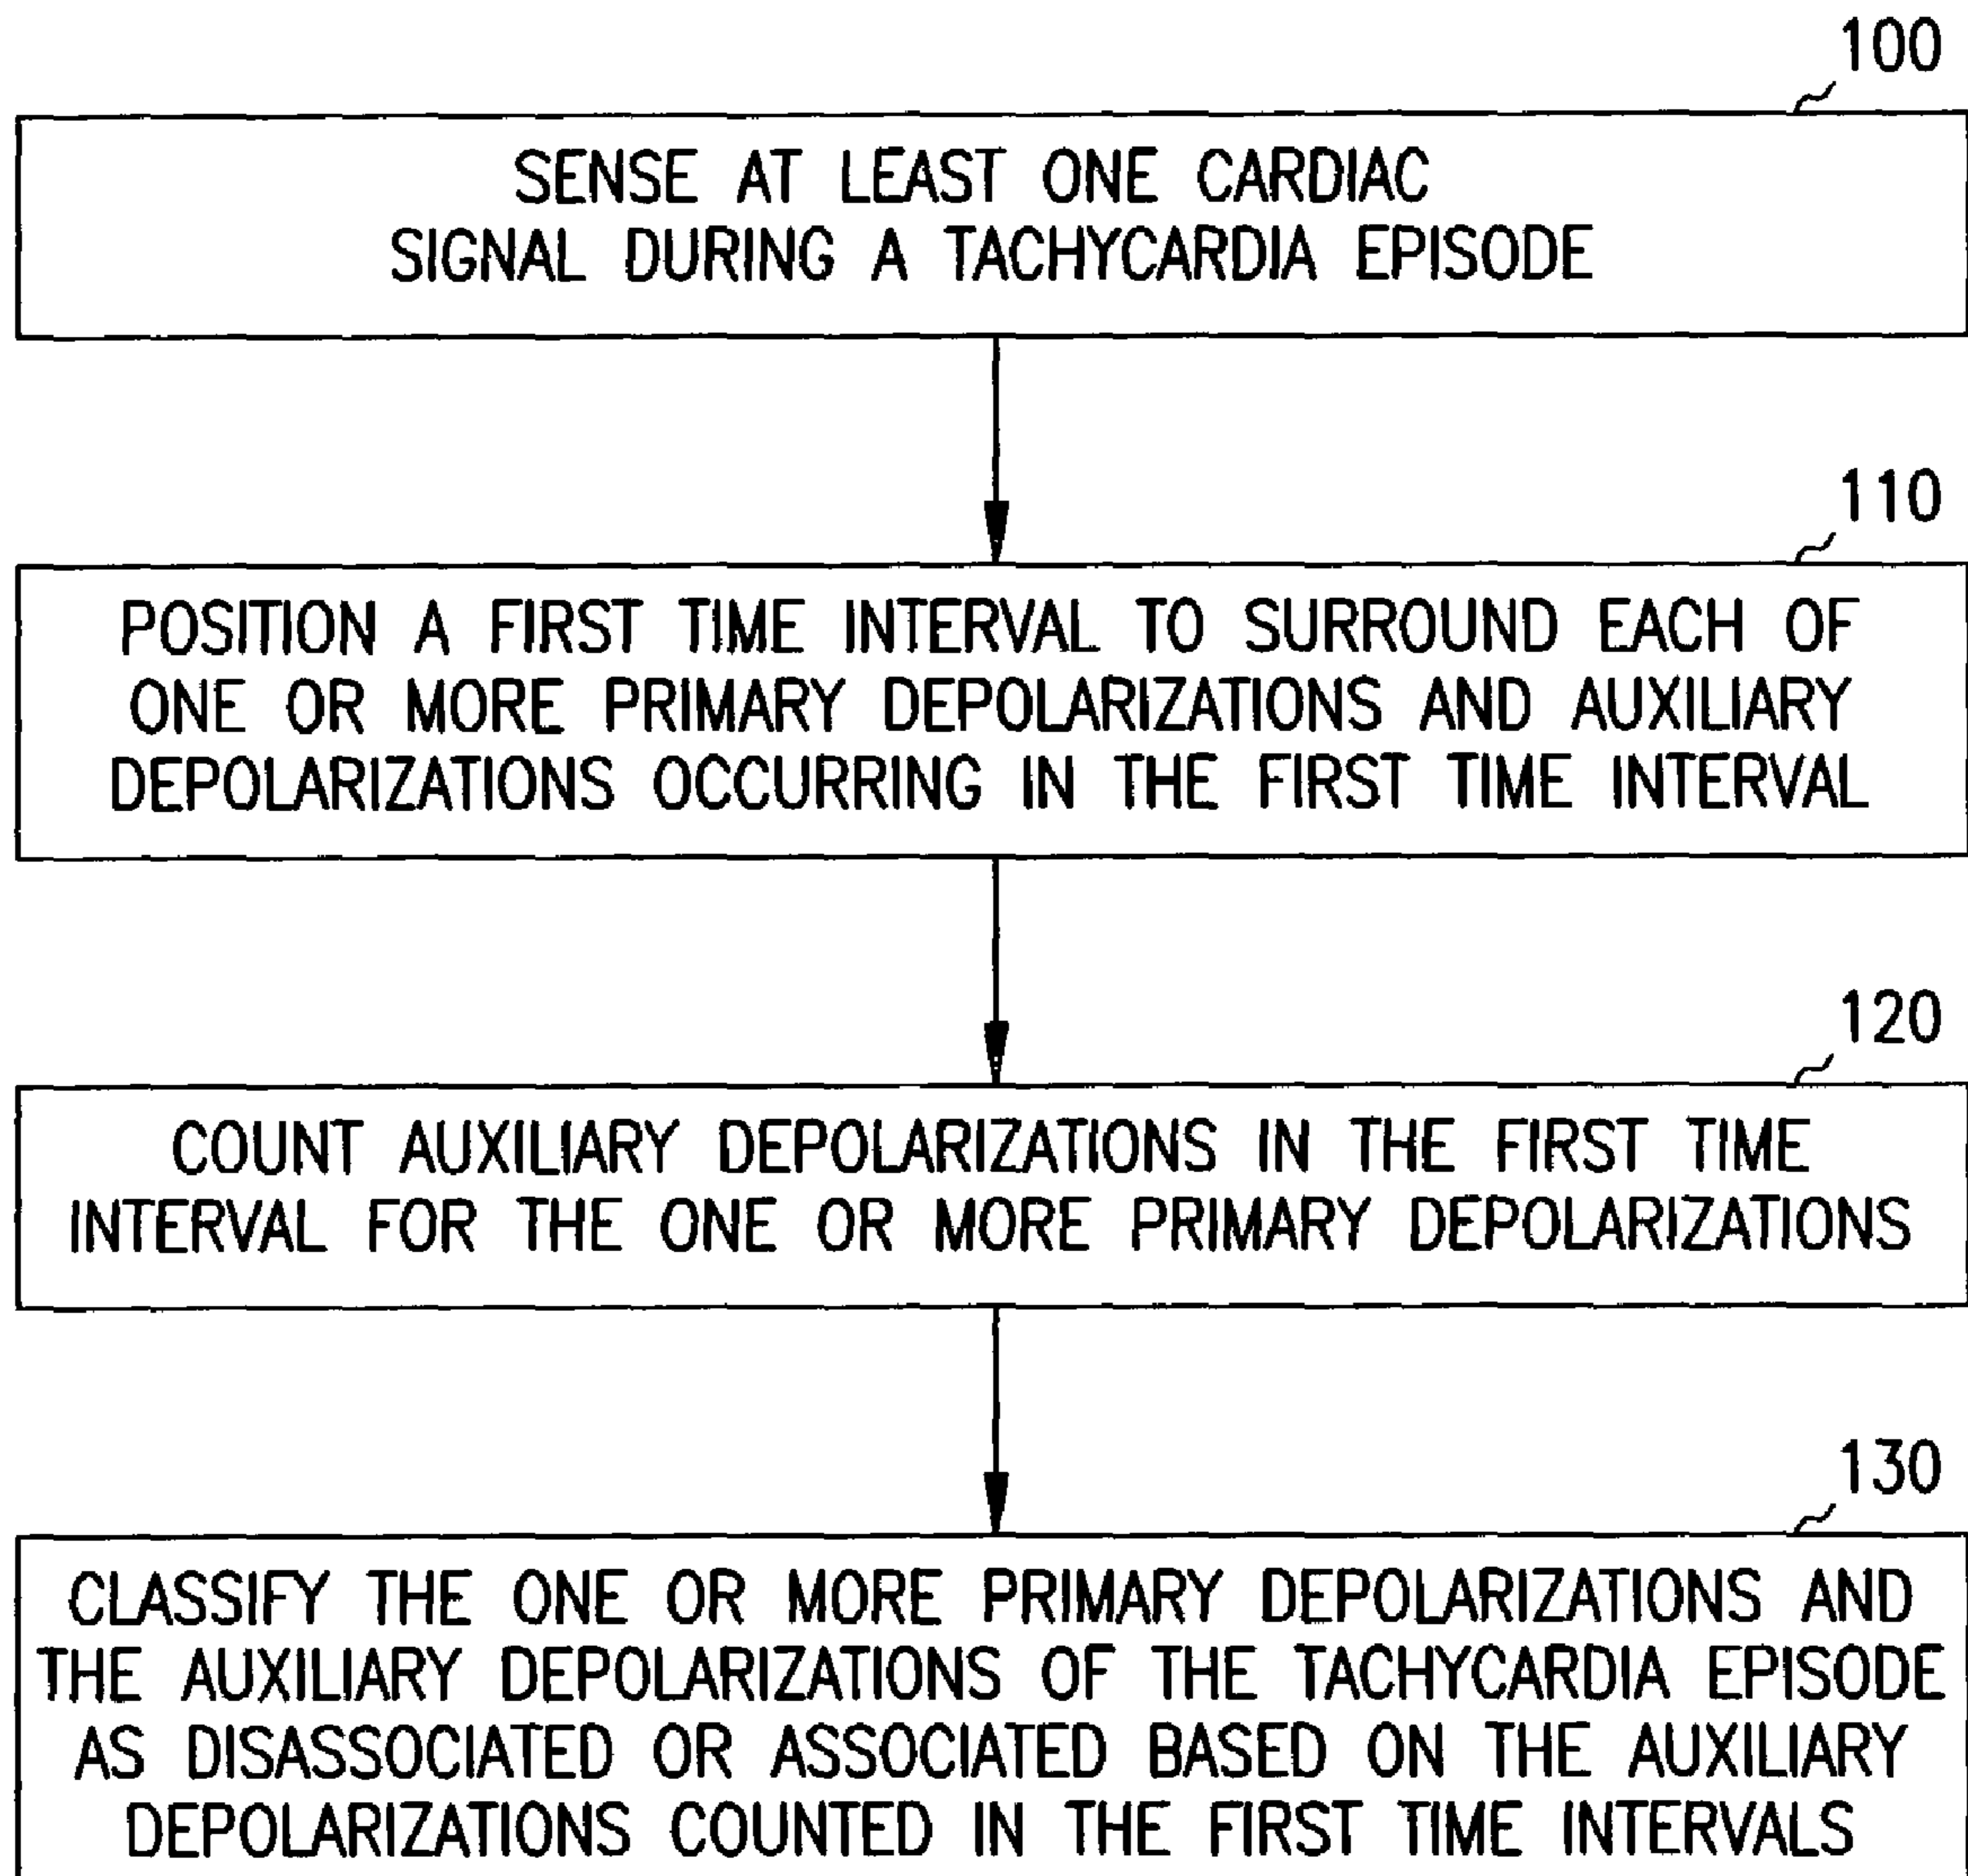 100
SENSE AT LEAST ONE CARDIAC
SIGNAL DURING A TACHYCARDIA EPISODE
110
POSITION A FIRST TIME INTERVAL TO SURROUND EACH OF
ONE OR MORE PRIMARY DEPOLARIZATIONS AND AUXILIARY
DEPOLARIZATIONS OCCURRING IN THE FIRST TIME INTERVAL
120
COUNT AUXILIARY DEPOLARIZATIONS IN THE FIRST TIME
INTERVAL FOR THE ONE OR MORE PRIMARY DEPOLARIZATIONS
130
CLASSIFY THE ONE OR MORE PRIMARY DEPOLARIZATIONS AND
THE AUXILIARY DEPOLARIZATIONS OF THE TACHYCARDIA EPISODE
AS DISASSOCIATED OR ASSOCIATED BASED ON THE AUXILIARY
DEPOLARIZATIONS COUNTED IN THE FIRST TIME INTERVALS